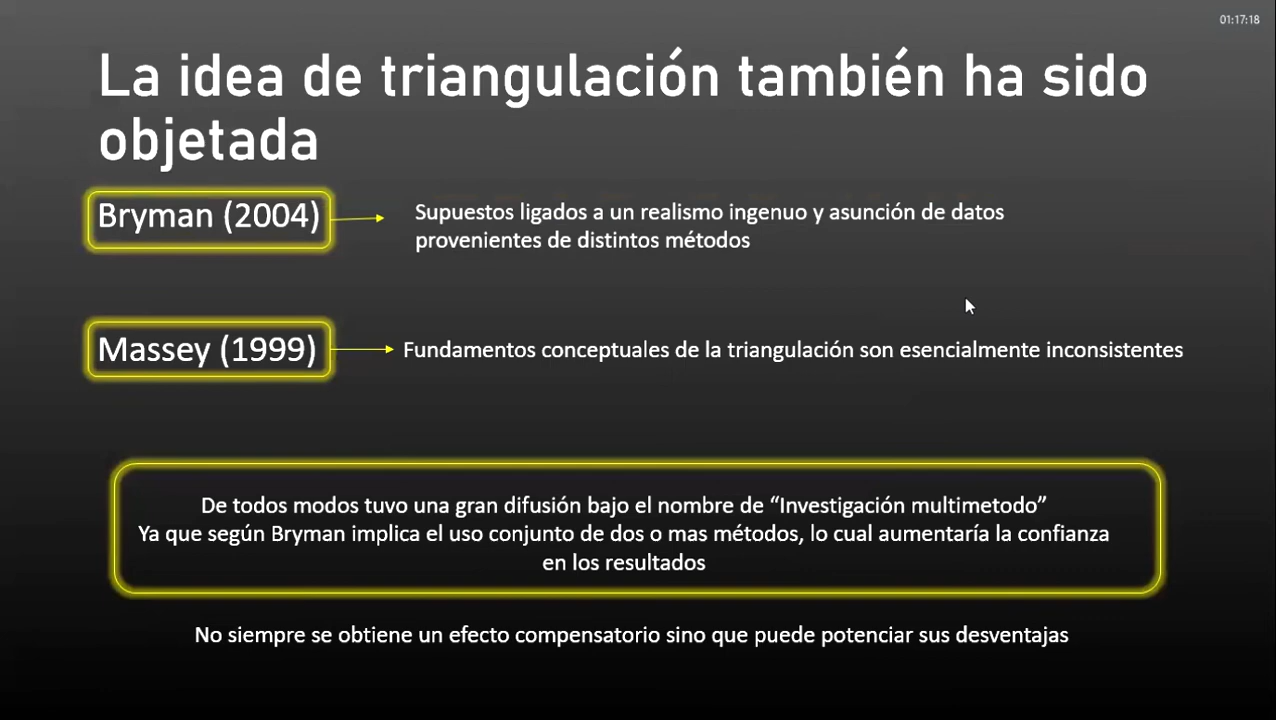 01:17:18
La idea de triangulación también ha sido
objetada
Bryman (2004)
Supuestos ligados a un realismo ingenuo y asunción de datos
provenientes de distintos métodos
Massey (1999)
Fundamentos conceptuales de la triangulación son esencialmente inconsistentes
De todos modos tuvo una gran difusión bajo el nombre de “Investigación multimetodo”
Ya que según Bryman implica el uso conjunto de dos o mas métodos, lo cual aumentaría la confianza
en los resultados
No siempre se obtiene un efecto compensatorio sino que puede potenciar sus desventajas